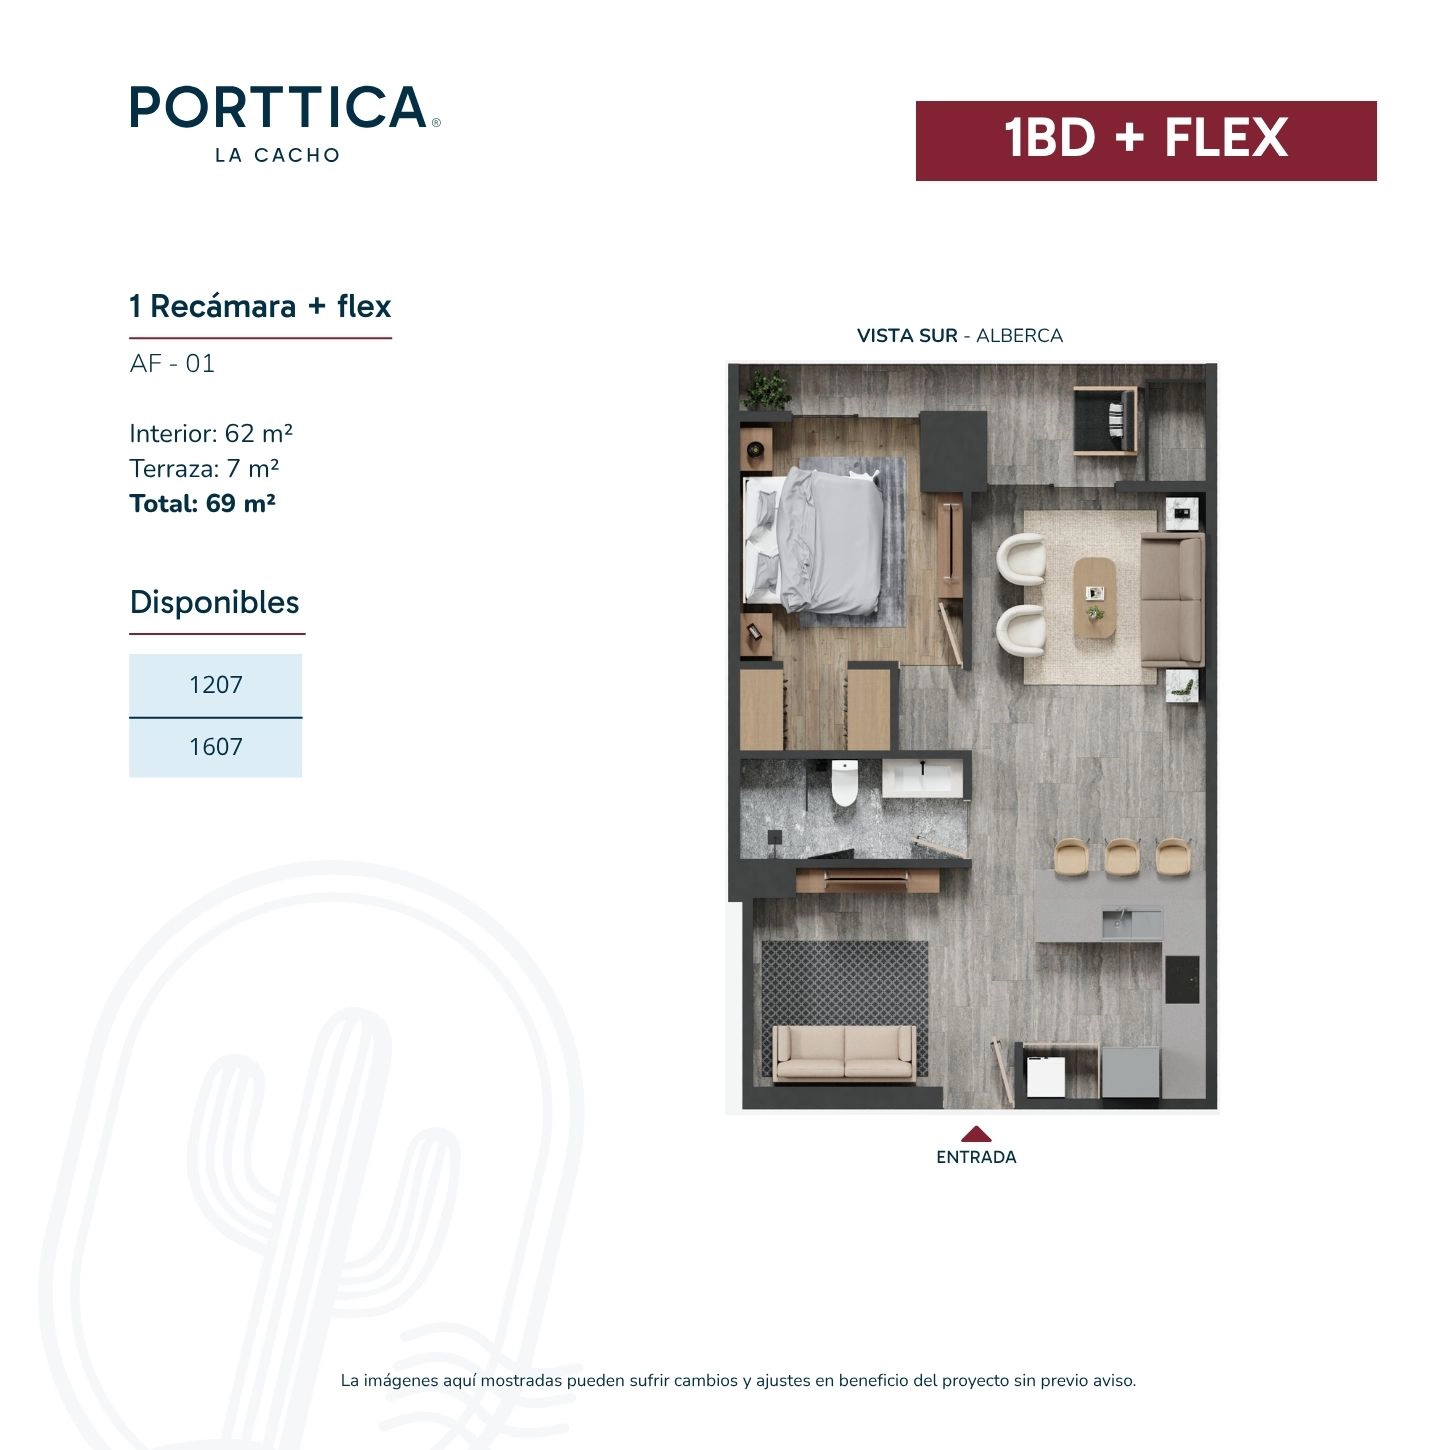 PORTTICA®
LA CACHO
1BD + FLEX
1 Recámara + flex
AF - 01
Interior: 62 m²
Terraza: 7 m²
Total: 69 m²
Disponibles
1207
1607
VISTA SUR - ALBERCA
ENTRADA
La imágenes aquí mostradas pueden sufrir cambios y ajustes en beneficio del proyecto sin previo aviso.